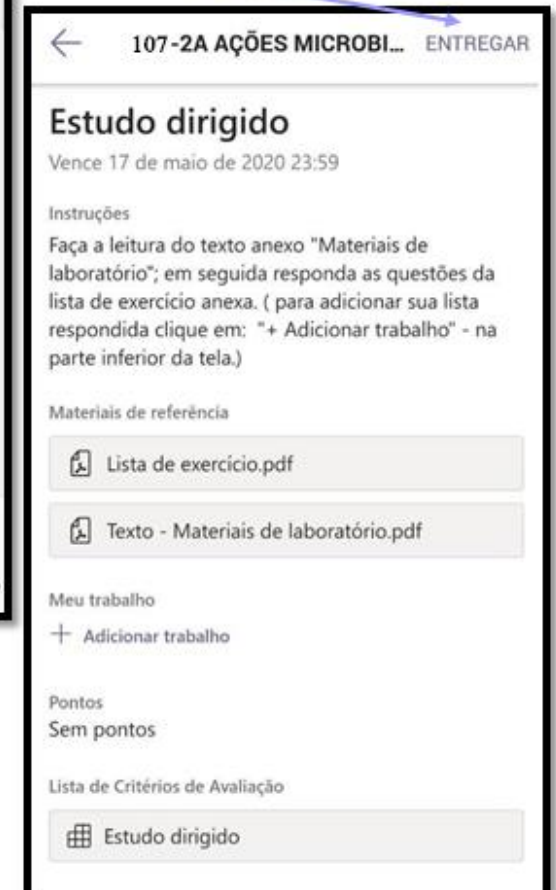 107-2A AÇÕES MICROBI... ENTREGAR
Estudo dirigido
Vence 17 de maio de 2020 23:59
Instruções
Faça a leitura do texto anexo "Materiais de
laboratório"; em seguida responda as questões da
lista de exercício anexa. ( para adicionar sua lista
respondida clique em: "+ Adicionar trabalho" - na
parte inferior da tela.)
Materiais de referência
Lista de exercício.pdf
Texto - Materiais de laboratório.pdf
Meu trabalho
+ Adicionar trabalho
Pontos
Sem pontos
Lista de Critérios de Avaliação
Estudo dirigido